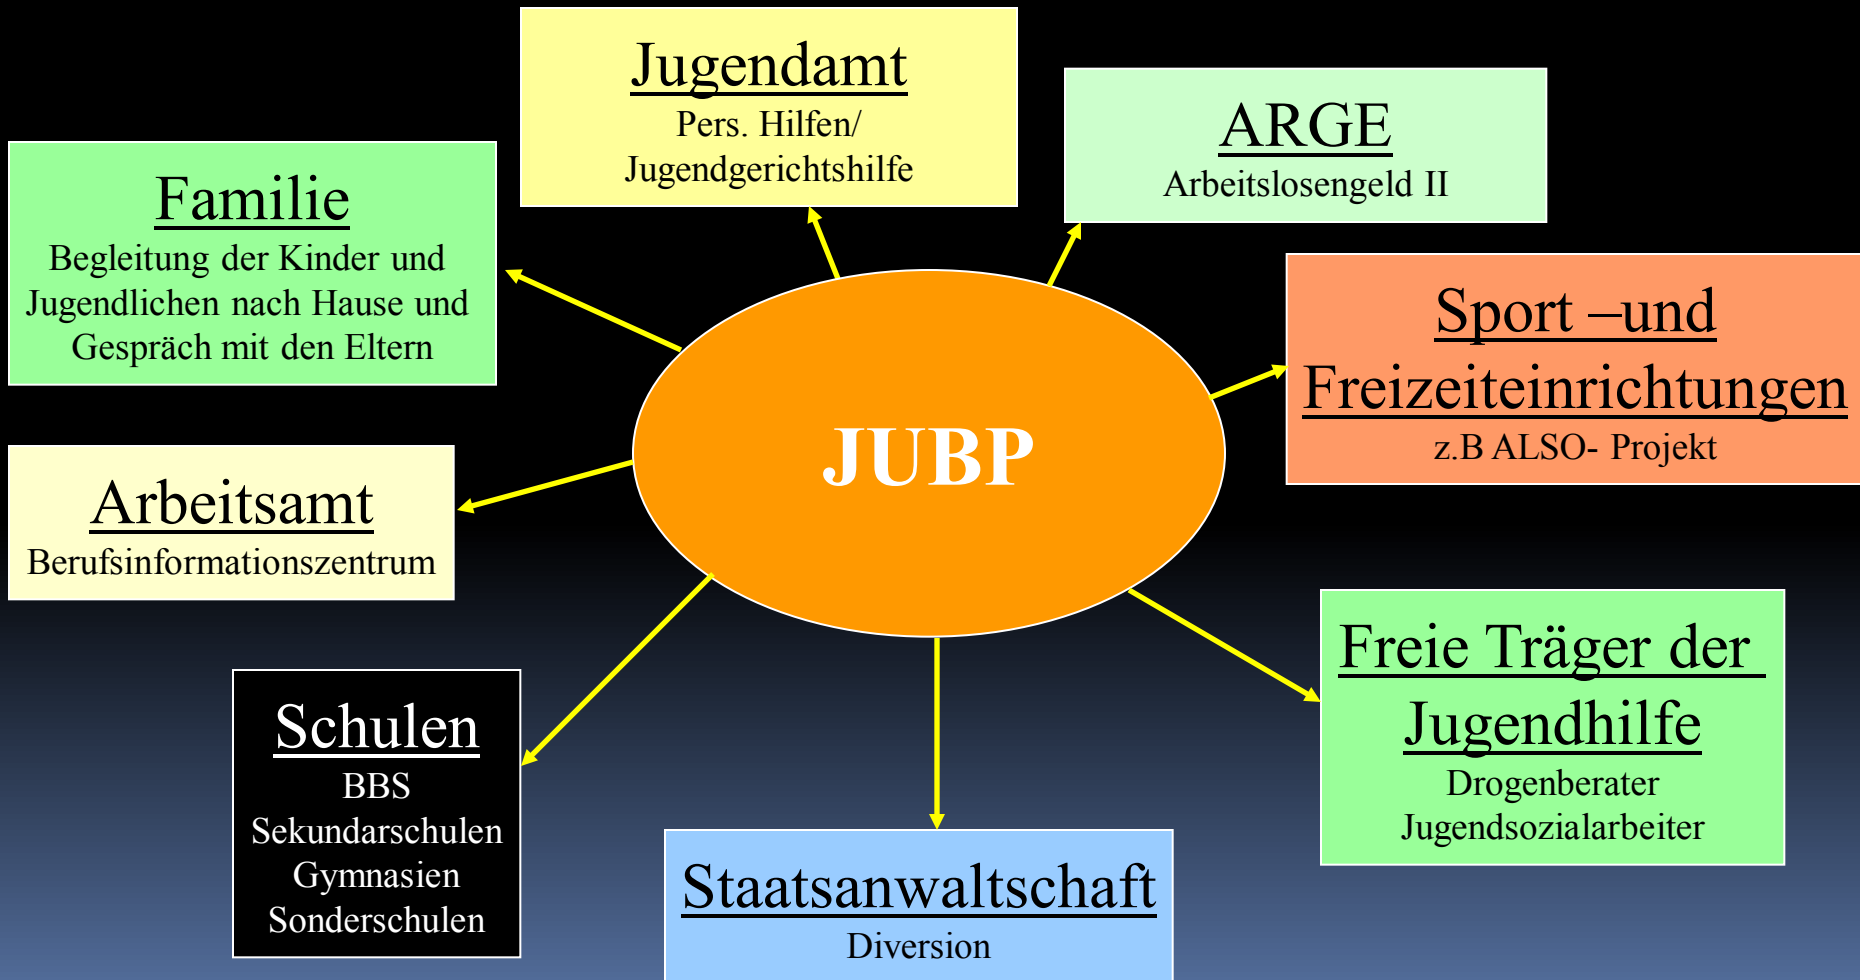 Jugendamt
Pers. Hilfen/
Jugendgerichtshilfe
ARGE
Arbeitslosengeld II
Familie
Begleitung der Kinder und
Jugendlichen nach Hause und
Gespräch mit den Eltern
Sport –und
Freizeiteinrichtungen
z.B ALSO- Projekt
JUBP
Arbeitsamt
Berufsinformationszentrum
Freie Träger der
Jugendhilfe
Drogenberater
Jugendsozialarbeiter
Schulen
BBS
Sekundarschulen
Gymnasien
Sonderschulen
Staatsanwaltschaft
Diversion